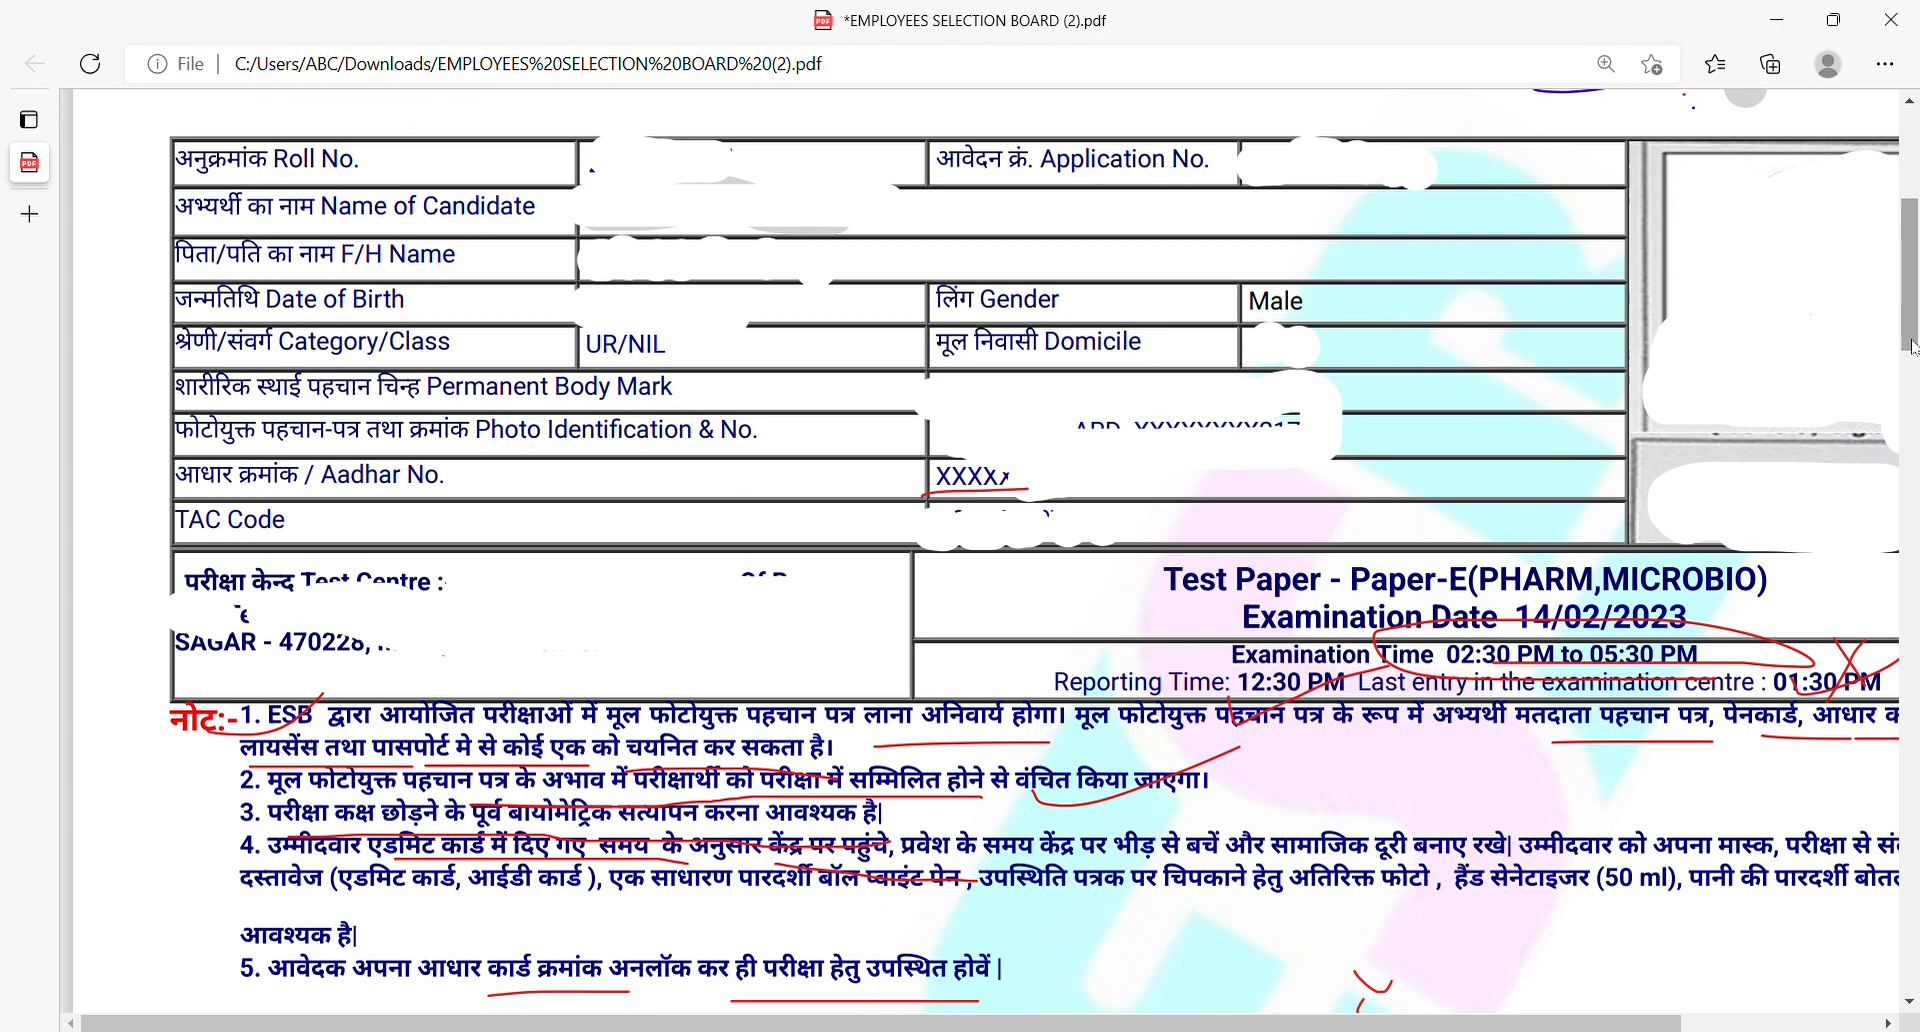 *EMPLOYEES SELECTION BOARD (2).pdf
File C:/Users/ABC/Downloads/EMPLOYEES%20SELECTION%20BOARD%20(2).pdf
अनुक्रमांक Roll No. आवेदन क्रं. Application No.
अभ्यर्थी का नाम Name of Candidate
पिता/पति का नाम F/H Name
जन्मतिथि Date of Birth लिंग Gender Male
श्रेणी/संवर्ग Category/Class UR/NIL मूल निवासी Domicile
शारीरिक स्थाई पहचान चिन्ह Permanent Body Mark
फोटोयुक्त पहचान-पत्र तथा क्रमांक Photo Identification & No.
आधार क्रमांक / Aadhar No. XXXX
TAC Code
परीक्षा केन्द Test Centre :
SAGAR - 470228,
Test Paper - Paper-E(PHARM,MICROBIO)
Examination Date 14/02/2023
Examination Time 02:30 PM to 05:30 PM
Reporting Time: 12:30 PM Last entry in the examination centre : 01:30 PM
नोट:-1. ESB द्वारा आयोजित परीक्षाओं में मूल फोटोयुक्त पहचान पत्र लाना अनिवार्य होगा। मूल फोटोयुक्त पहचान पत्र के रूप में अभ्यर्थी मतदाता पहचान पत्र, पेनकार्ड, आधार
लायसेंस तथा पासपोर्ट मे से कोई एक को चयनित कर सकता है।
2. मूल फोटोयुक्त पहचान पत्र के अभाव में परीक्षार्थी को परीक्षा में सम्मिलित होने से वंचित किया जाएगा।
3. परीक्षा कक्ष छोड़ने के पूर्व बायोमेट्रिक सत्यापन करना आवश्यक है|
4. उम्मीदवार एडमिट कार्ड में दिए गए समय के अनुसार केंद्र पर पहुंचे, प्रवेश के समय केंद्र पर भीड़ से बचें और सामाजिक दूरी बनाए रखे| उम्मीदवार को अपना मास्क, परीक्षा से
दस्तावेज (एडमिट कार्ड, आईडी कार्ड ), एक साधारण पारदर्शी बॉल प्वाइंट पेन , उपस्थिति पत्रक पर चिपकाने हेतु अतिरिक्त फोटो , हैंड सेनेटाइजर (50 ml), पानी की पारदर्शी
आवश्यक है|
5. आवेदक अपना आधार कार्ड क्रमांक अनलॉक कर ही परीक्षा हेतु उपस्थित होवें |